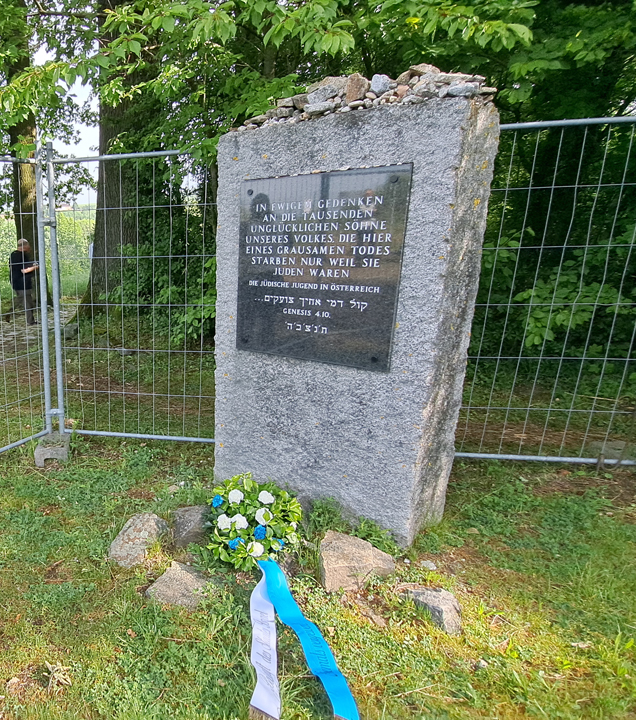 IN EWIGEM GEDENKEN
AN DIE TAUSENDEN
UNGLÜCKLICHEN SÖHNE
UNSERES VOLKES, DIE HIER
EINES GRAUSAMEN TODES
STARBEN NUR WEIL SIE
JUDEN WAREN
DIE JÜDISCHE JUGEND IN ÖSTERREICH
קול דמי אחיך צועקים...
GENESIS 4.10.
ת'נ'צ'ב'ה'